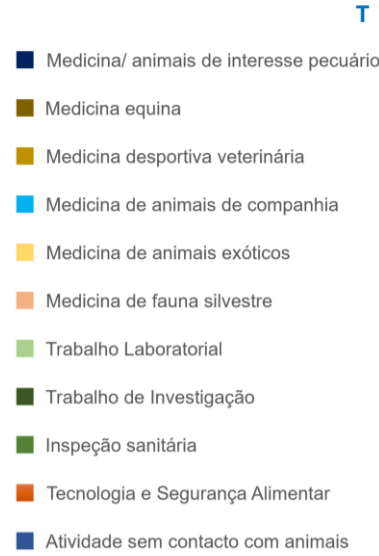 T
Medicina/ animais de interesse pecuário
Medicina equina
Medicina desportiva veterinária
Medicina de animais de companhia
Medicina de animais exóticos
Medicina de fauna silvestre
Trabalho Laboratorial
Trabalho de Investigação
Inspeção sanitária
Tecnologia e Segurança Alimentar
Atividade sem contacto com animais